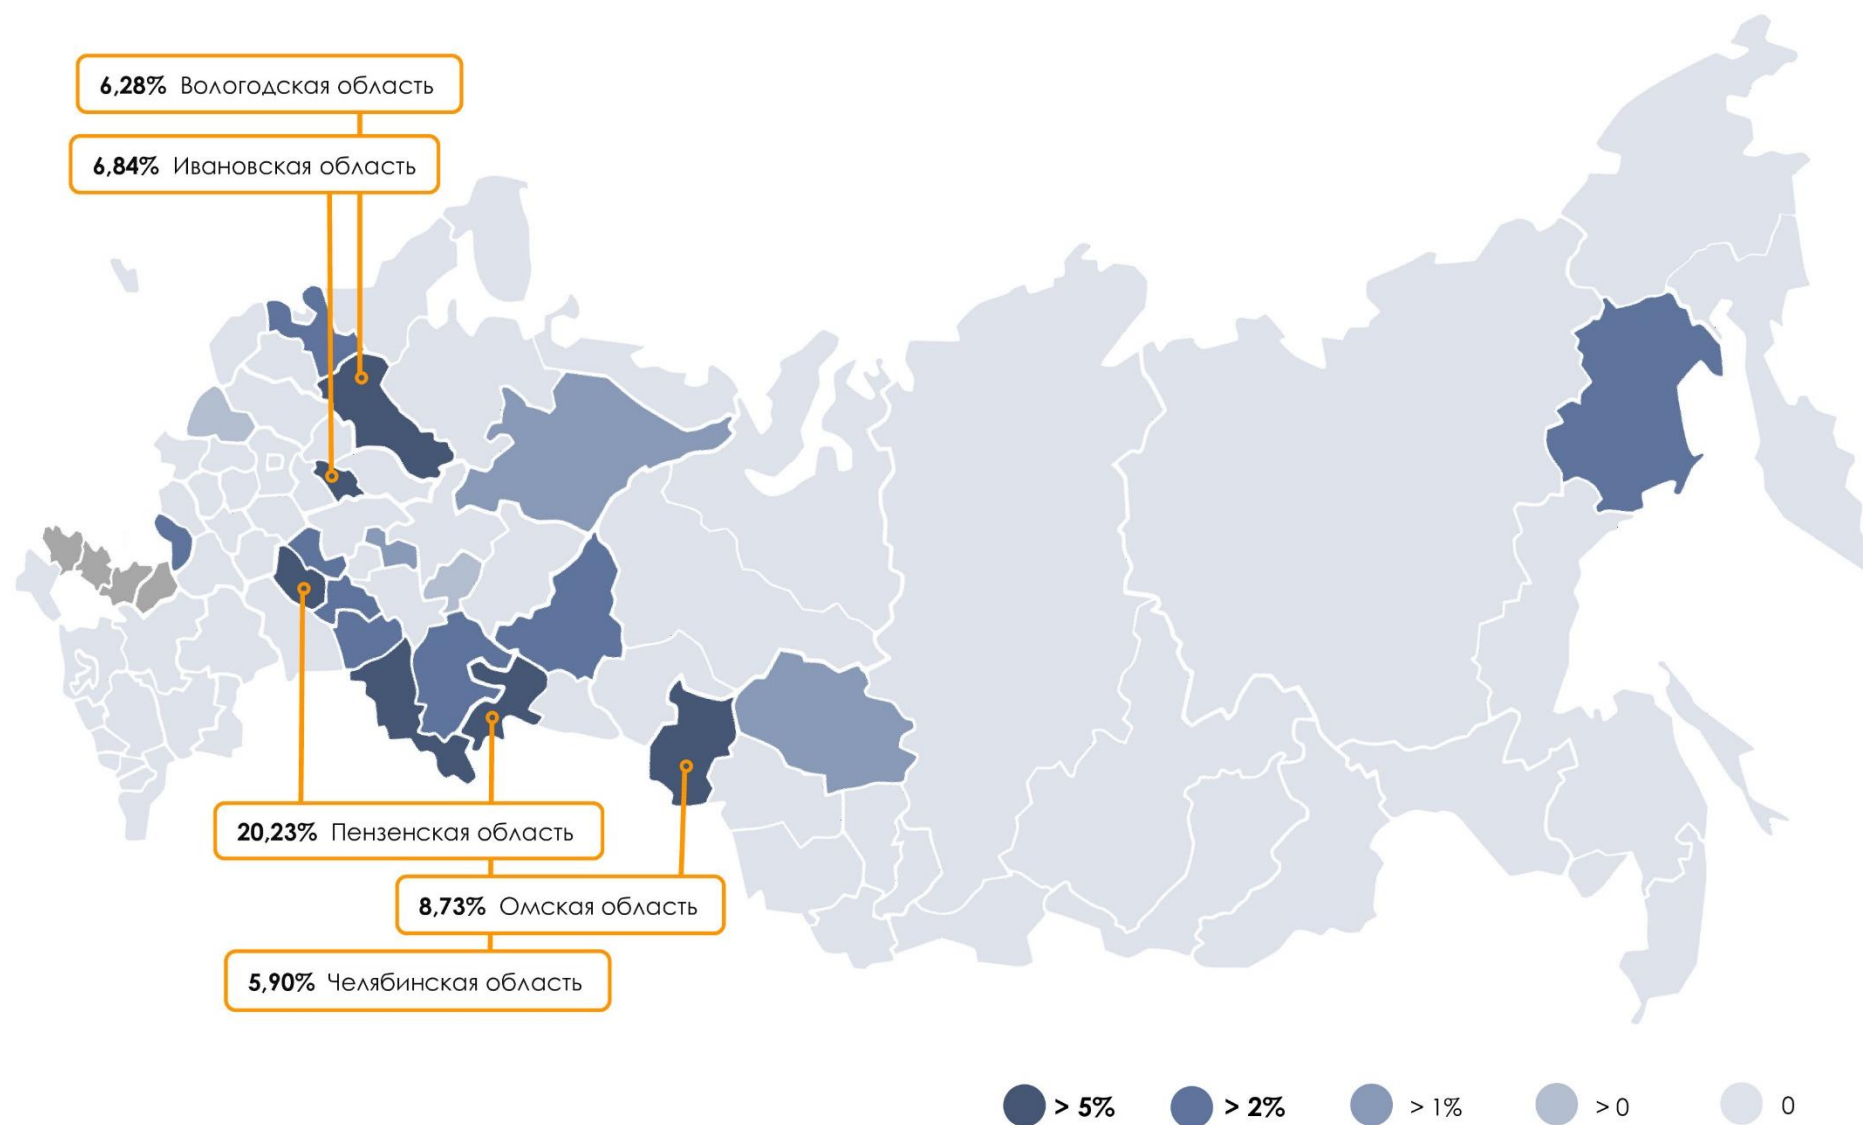 6,28% Вологодская область
6,84% Ивановская область
20,23% Пензенская область
8,73% Омская область
5,90% Челябинская область
> 5% > 2% > 1% > 0 0